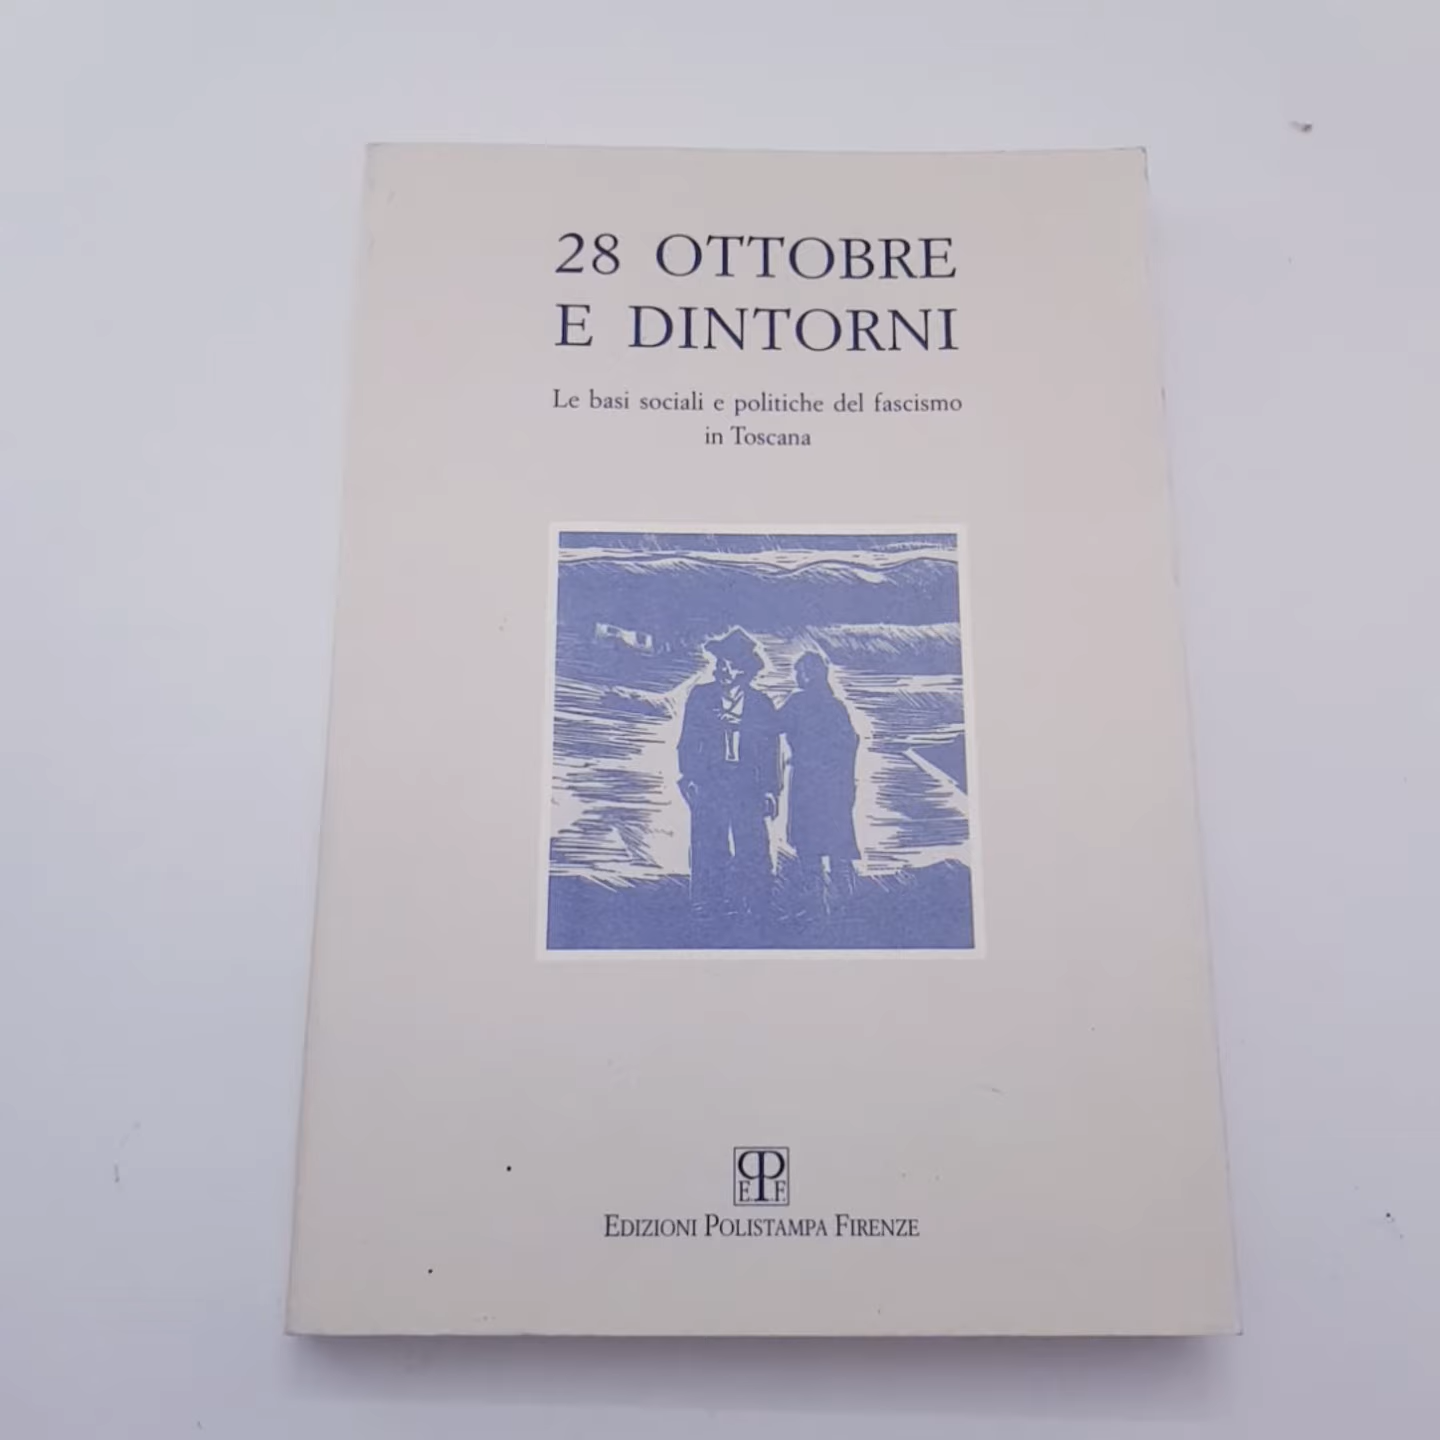 28 OTTOBRE
E DINTORNI
Le basi sociali e politiche del fascismo
in Toscana
EPF
EDIZIONI POLISTAMPA FIRENZE